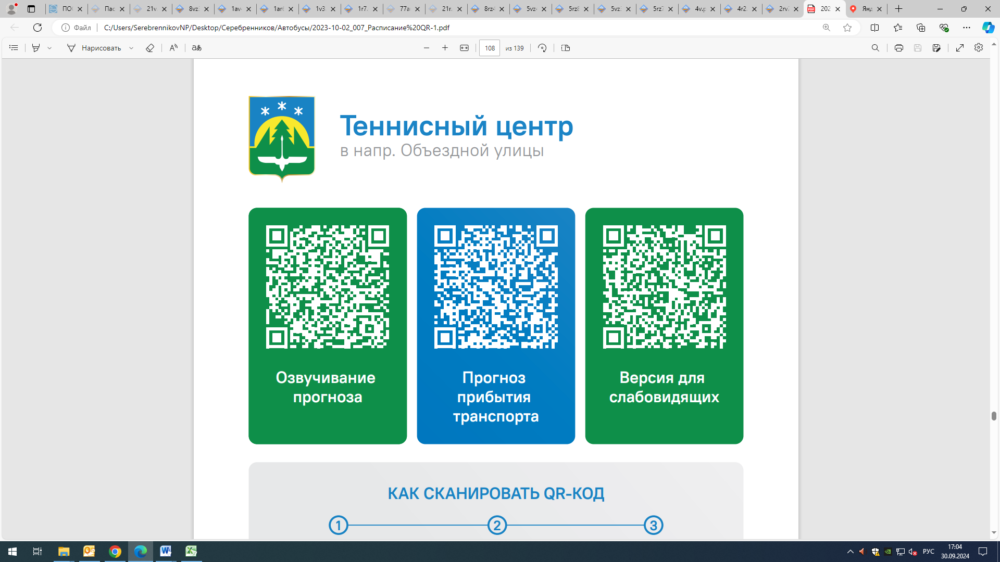 ПО
Пас
21v.
8vz
1av
1ar
1v3.
1r7.
77a
21r.
8rz
5vz
5rz
5vz
5rz
4v.p
4r2.
2rv
202
Янд
Файл
C:/Users/SerebrennikovNP/Desktop/Серебренников/Автобусы/2023-10-02_007_Расписание%20QR-1.pdf
Нарисовать
108 из 139
Теннисный центр
в напр. Объездной улицы
Озвучивание
прогноза
Прогноз
прибытия
транспорта
Версия для
слабовидящих
КАК СКАНИРОВАТЬ QR-КОД
1 2 3
РУС
17:04
30.09.2024